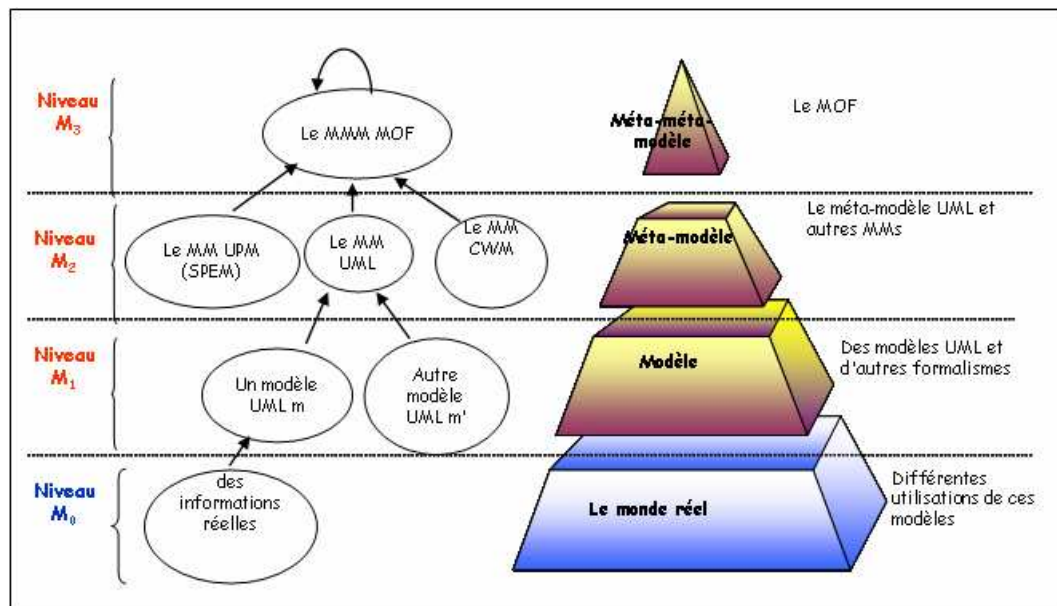 Niveau
M3
Le MMM MOF
Méta-méta-
modèle
Le MOF
Niveau
M2
Le MM UPM
(SPEM)
Le MM
UML
Le MM
CWM
Méta-modèle
Le méta-modèle UML et
autres MMs
Niveau
M1
Un modèle
UML m
Autre
modèle
UML m'
Modèle
Des modèles UML et
d'autres formalismes
Niveau
M0
des
informations
réelles
Le monde réel
Différentes
utilisations de ces
modèles